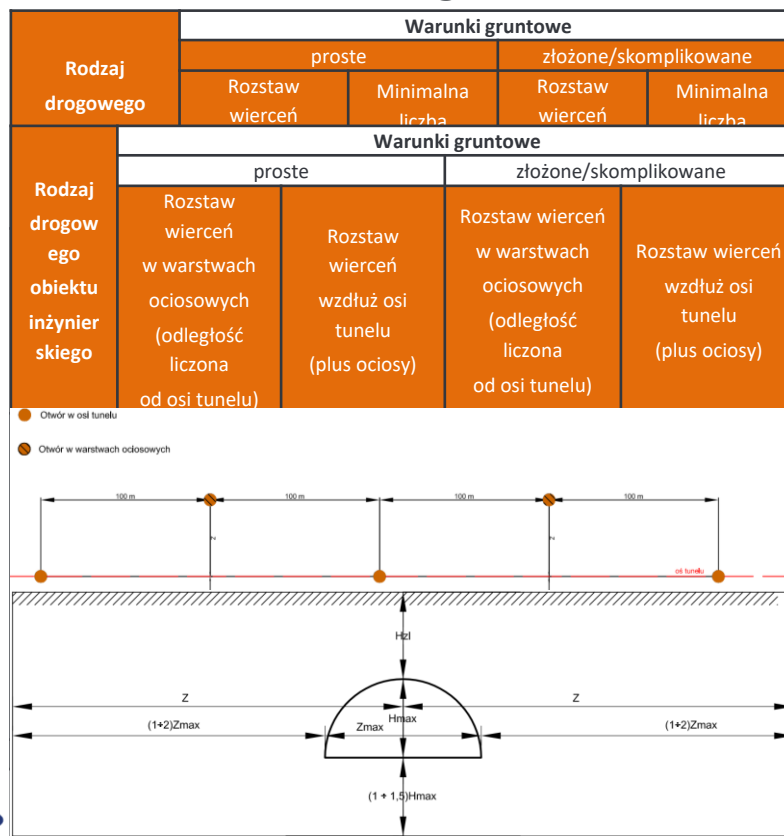 Warunki gruntowe
Rodzaj
drogowego
proste
złożone/skomplikowane
Rozstaw
wierceń
Minimalna
liczba
Rozstaw
wierceń
Minimalna
liczba
Rodzaj
drogow
ego
obiektu
inżynier
skiego
Warunki gruntowe
proste
złożone/skomplikowane
Rozstaw
wierceń
w warstwach
ociosowych
(odległość
liczona
od osi tunelu)
Rozstaw
wierceń
wzdłuż osi
tunelu
(plus ociosy)
Rozstaw wierceń
w warstwach
ociosowych
(odległość
liczona
od osi tunelu)
Rozstaw wierceń
wzdłuż osi
tunelu
(plus ociosy)
Otwór w osi tunelu
Otwór w warstwach ociosowych
100 m
100 m
100 m
100 m
z
z
oś tunelu
Hzl
Z
Z
Hmax
(1+2)Zmax
Zmax
(1+2)Zmax
(1 + 1,5)Hmax